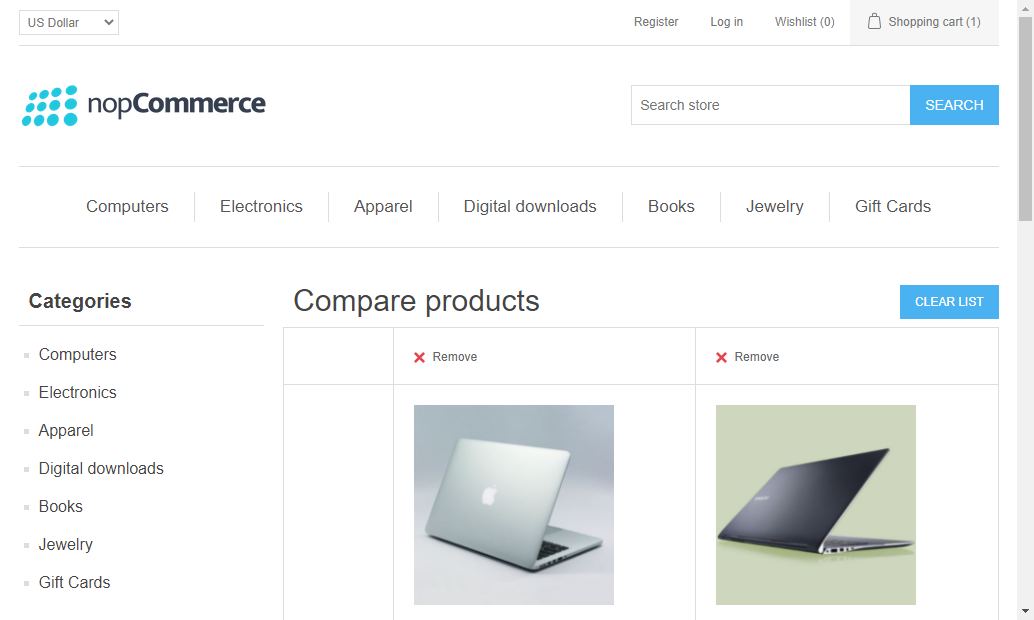 US Dollar
Register Log in Wishlist (0) Shopping cart (1)
nopCommerce
Search store SEARCH
Computers Electronics Apparel Digital downloads Books Jewelry Gift Cards
Categories
Computers
Electronics
Apparel
Digital downloads
Books
Jewelry
Gift Cards
Compare products CLEAR LIST
Remove Remove